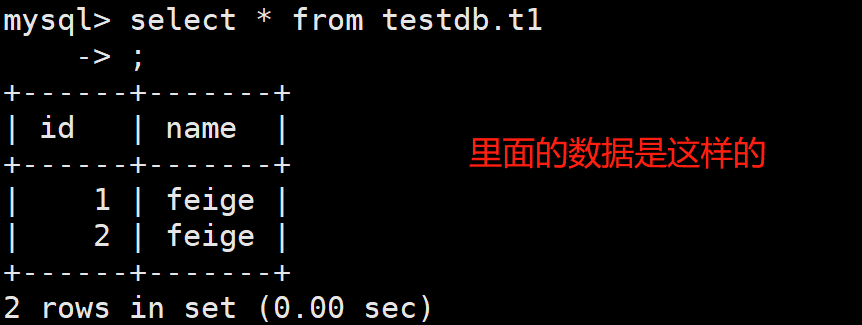 mysql> select * from testdb.t1
    -> ;
+------+-------+
| id   | name  |
+------+-------+
|    1 | feige |
|    2 | feige |
+------+-------+
2 rows in set (0.00 sec)
里面的数据是这样的